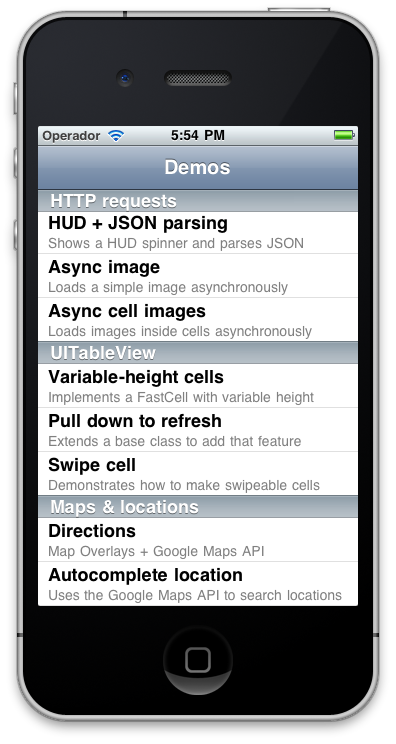 Operador 5:54 PM
Demos
HTTP requests
HUD + JSON parsing
Shows a HUD spinner and parses JSON
Async image
Loads a simple image asynchronously
Async cell images
Loads images inside cells asynchronously
UITableView
Variable-height cells
Implements a FastCell with variable height
Pull down to refresh
Extends a base class to add that feature
Swipe cell
Demonstrates how to make swipeable cells
Maps & locations
Directions
Map Overlays + Google Maps API
Autocomplete location
Uses the Google Maps API to search locations